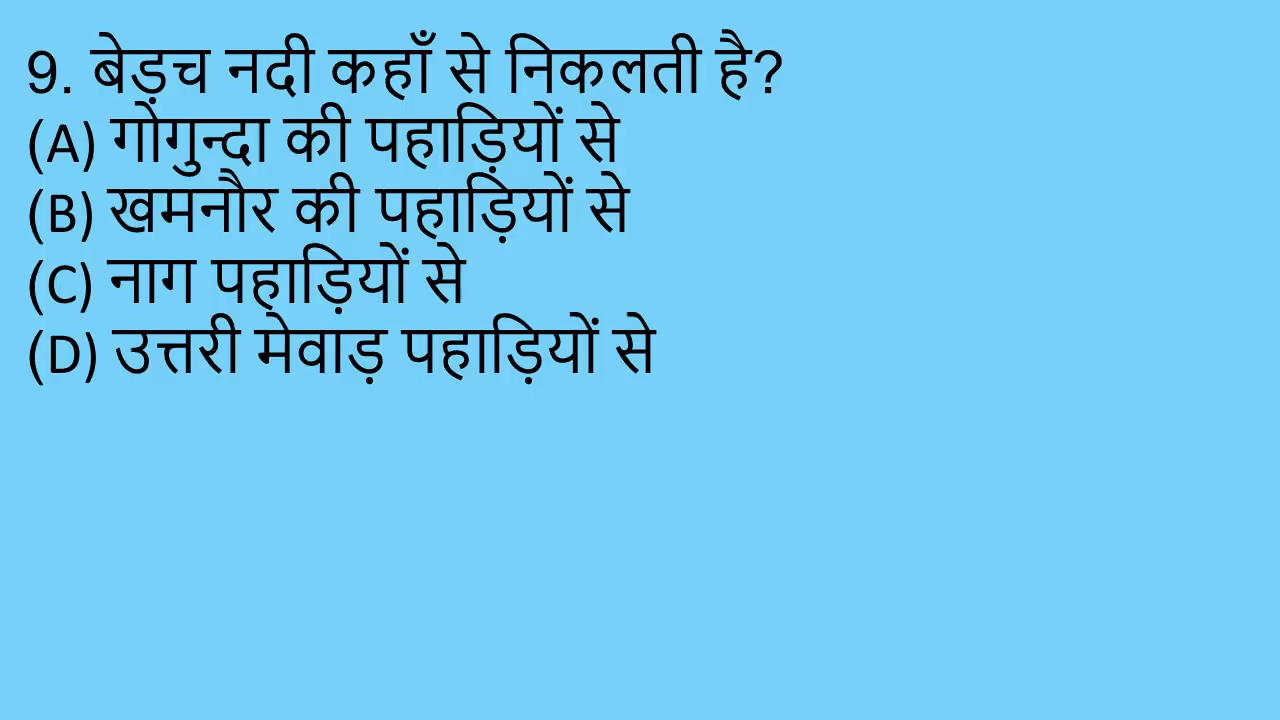 9. बेड़च नदी कहाँ से निकलती है?
(A) गोगुन्दा की पहाड़ियों से
(B) खमनौर की पहाड़ियों से
(C) नाग पहाड़ियों से
(D) उत्तरी मेवाड़ पहाड़ियों से